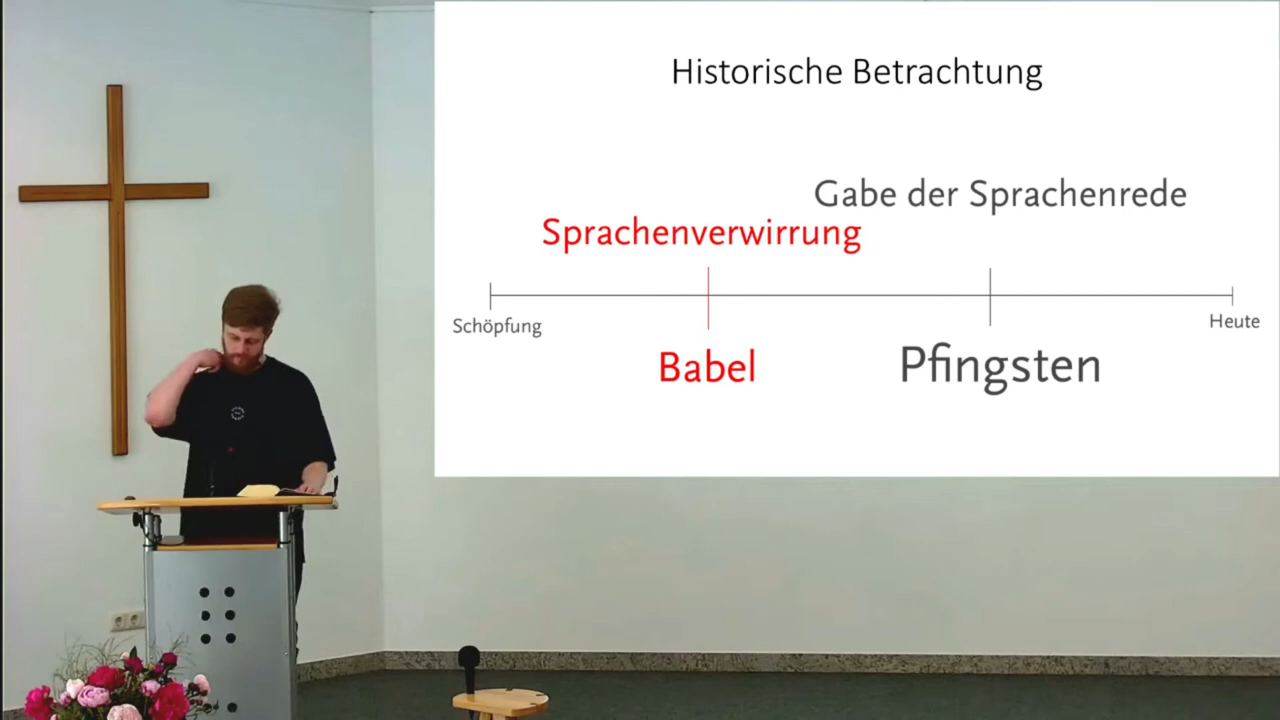 Historische Betrachtung
Gabe der Sprachenrede
Sprachenverwirrung
Schöpfung
Heute
Babel
Pfingsten